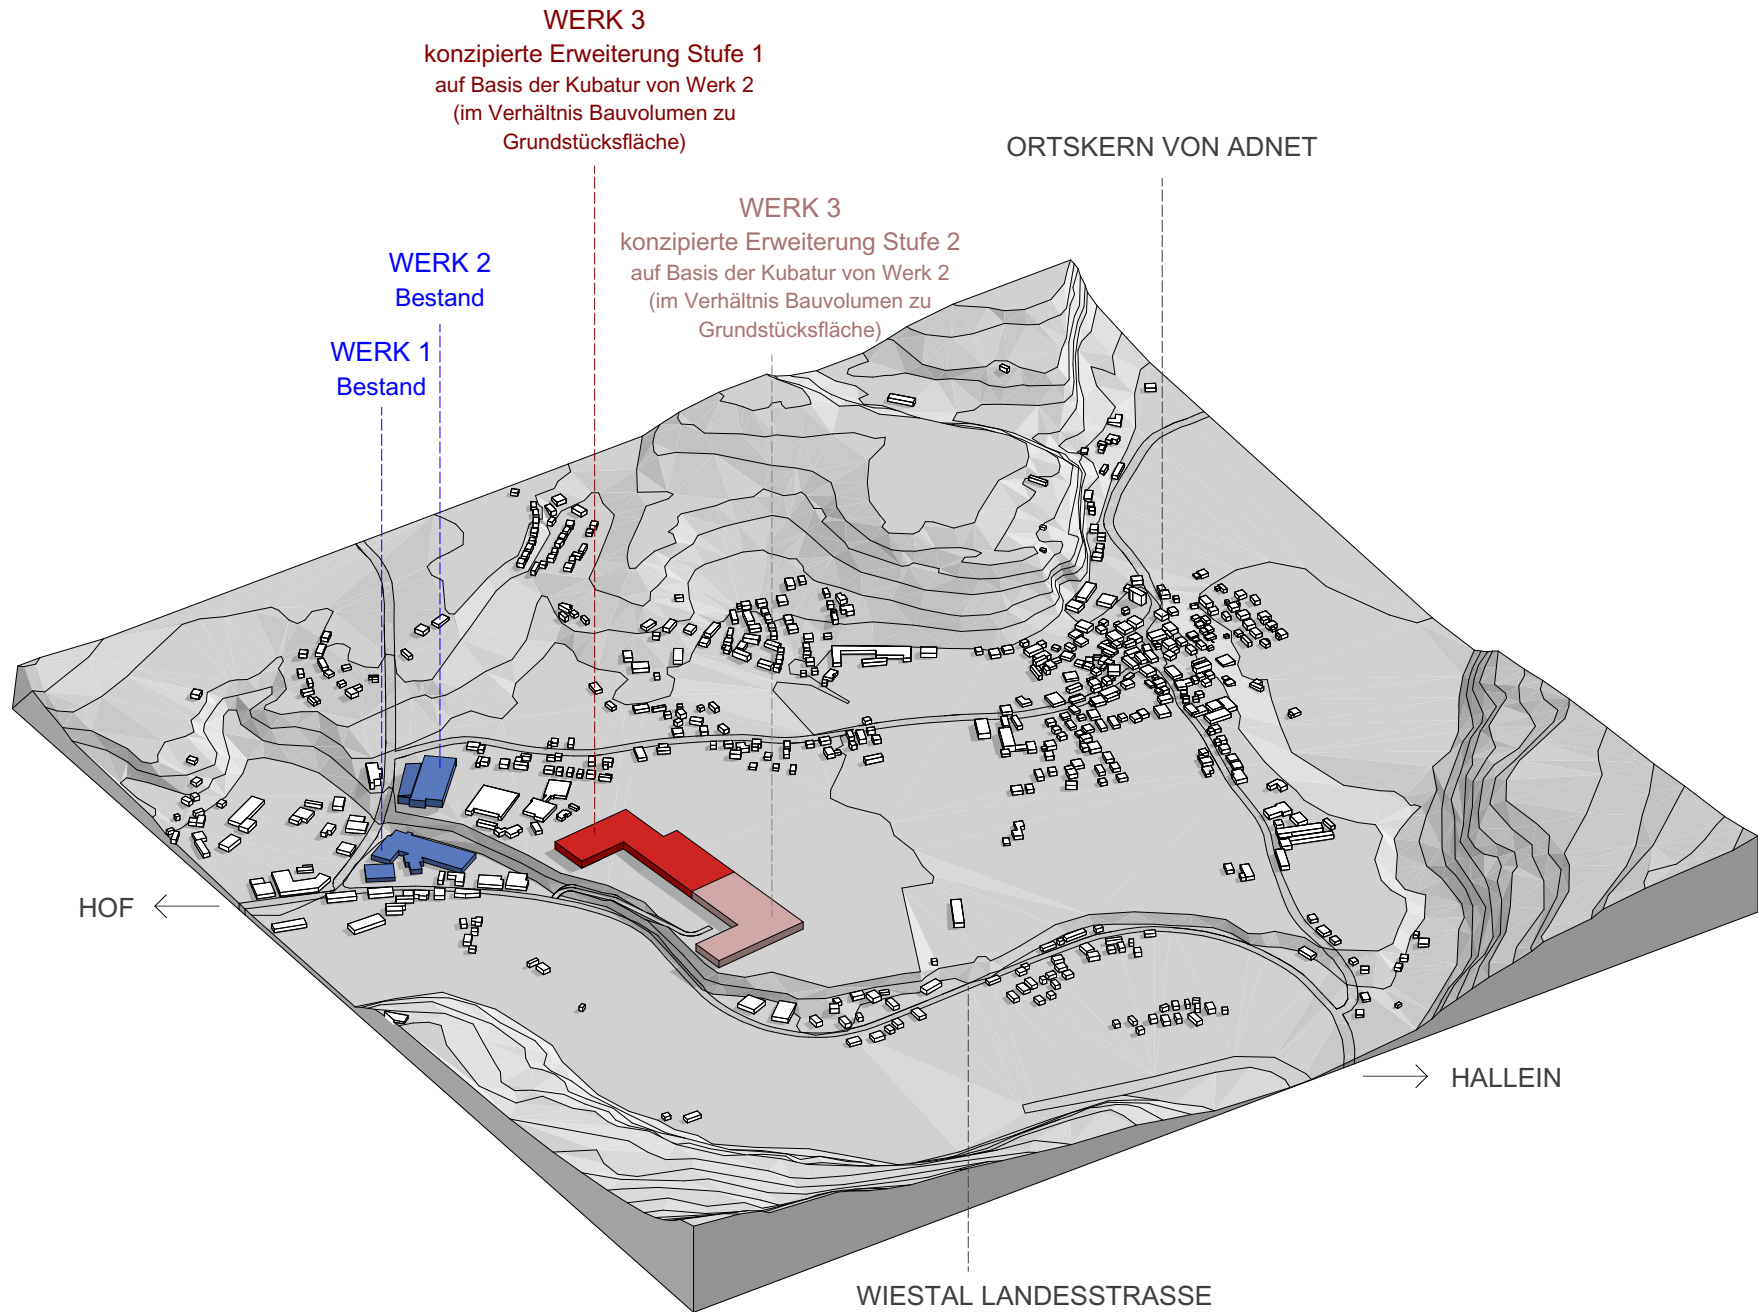 WERK 3
konzipierte Erweiterung Stufe 1
auf Basis der Kubatur von Werk 2
(im Verhältnis Bauvolumen zu
Grundstücksfläche)
ORTSKERN VON ADNET
WERK 3
konzipierte Erweiterung Stufe 2
auf Basis der Kubatur von Werk 2
(im Verhältnis Bauvolumen zu
Grundstücksfläche)
WERK 2
Bestand
WERK 1
Bestand
HOF
HALLEIN
WIESTAL LANDESSTRASSE